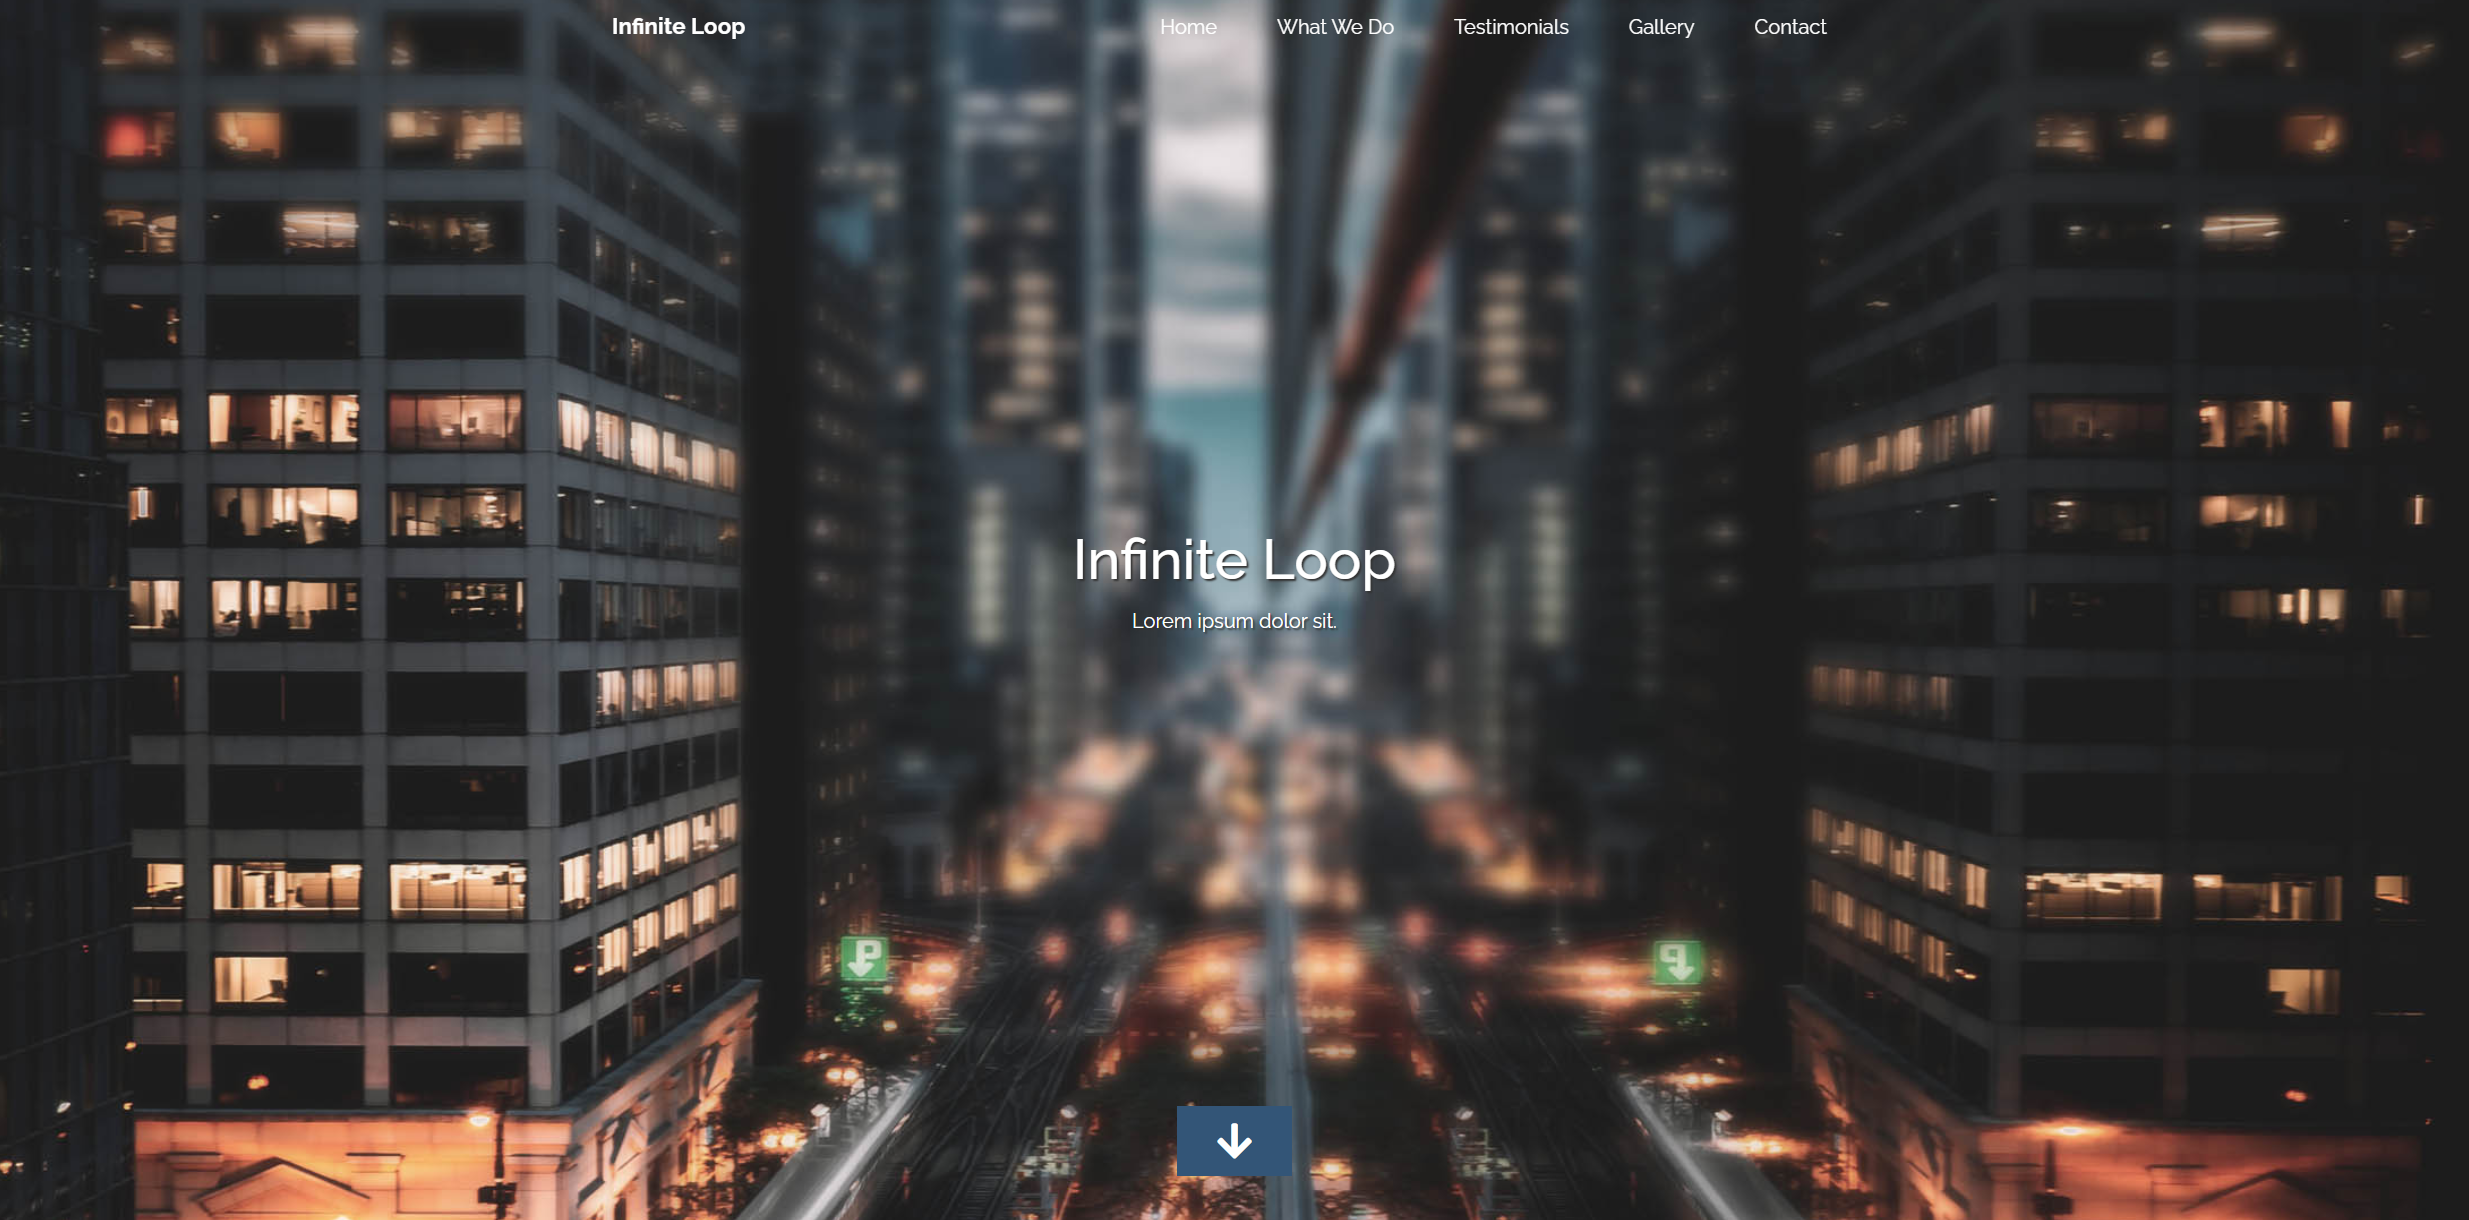 Infinite Loop
Home What We Do Testimonials Gallery Contact
Infinite Loop
Lorem ipsum dolor sit.